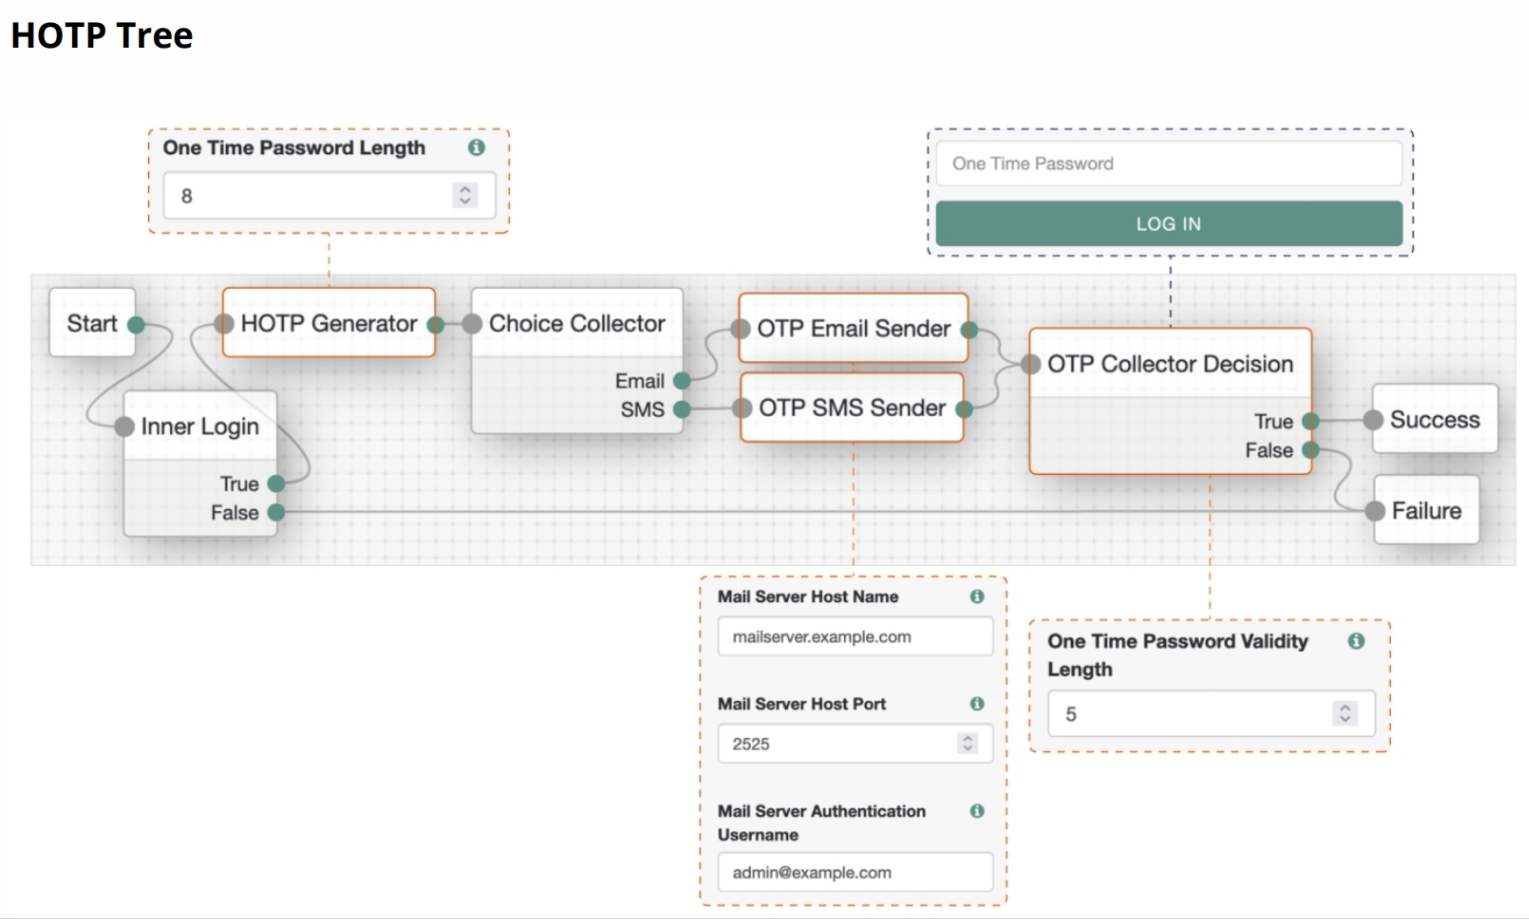 HOTP Tree
One Time Password Length
8
One Time Password
LOG IN
Start
HOTP Generator
Choice Collector
Email
SMS
OTP Email Sender
OTP SMS Sender
OTP Collector Decision
True
False
Success
Failure
Inner Login
True
False
Mail Server Host Name
mailserver.example.com
Mail Server Host Port
2525
Mail Server Authentication
Username
admin@example.com
One Time Password Validity
Length
5